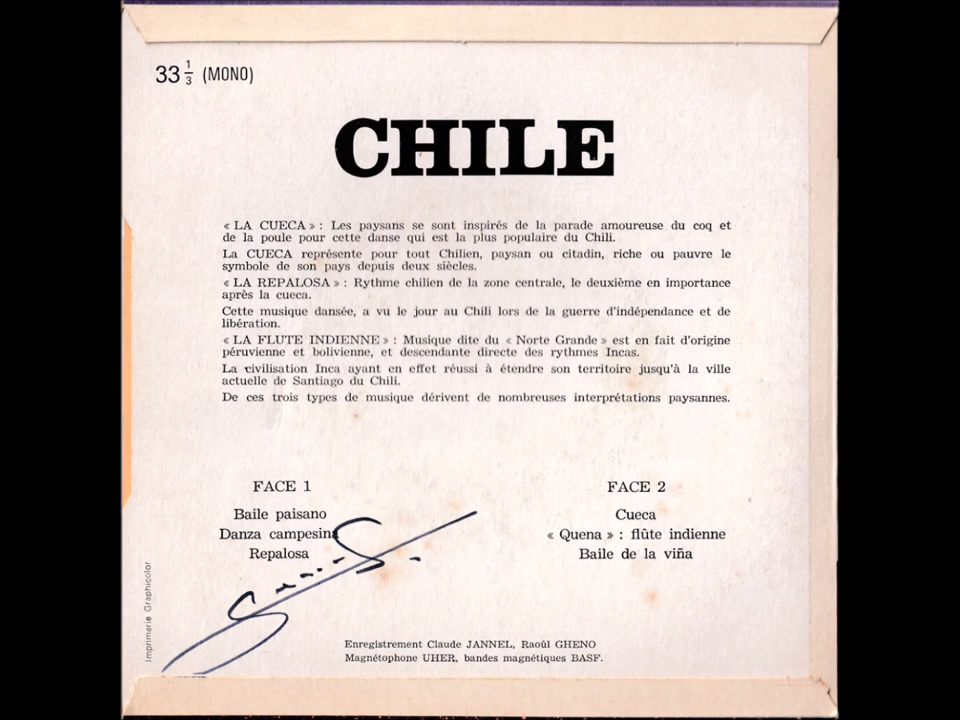 33 1/3 (MONO)
CHILE
« LA CUECA » : Les paysans se sont inspirés de la parade amoureuse du coq et
de la poule pour cette danse qui est la plus populaire du Chili.
La CUECA représente pour tout Chilien, paysan ou citadin, riche ou pauvre le
symbole de son pays depuis deux siècles.
« LA REPALOSA » : Rythme chilien de la zone centrale, le deuxième en importance
après la cueca.
Cette musique dansée, a vu le jour au Chili lors de la guerre d'indépendance et de
libération.
« LA FLUTE INDIENNE » : Musique dite du « Norte Grande » est en fait d'origine
péruvienne et bolivienne, et descendante directe des rythmes Incas.
La civilisation Inca ayant en effet réussi à étendre son territoire jusqu'à la ville
actuelle de Santiago du Chili.
De ces trois types de musique dérivent de nombreuses interprétations paysannes.
FACE 1
Baile paisano
Danza campesina
Repalosa
FACE 2
Cueca
« Quena » : flûte indienne
Baile de la viña
Imprimerie Graphicolor
Enregistrement Claude JANNEL, Raoûl GHENO
Magnétophone UHER, bandes magnétiques BASF.